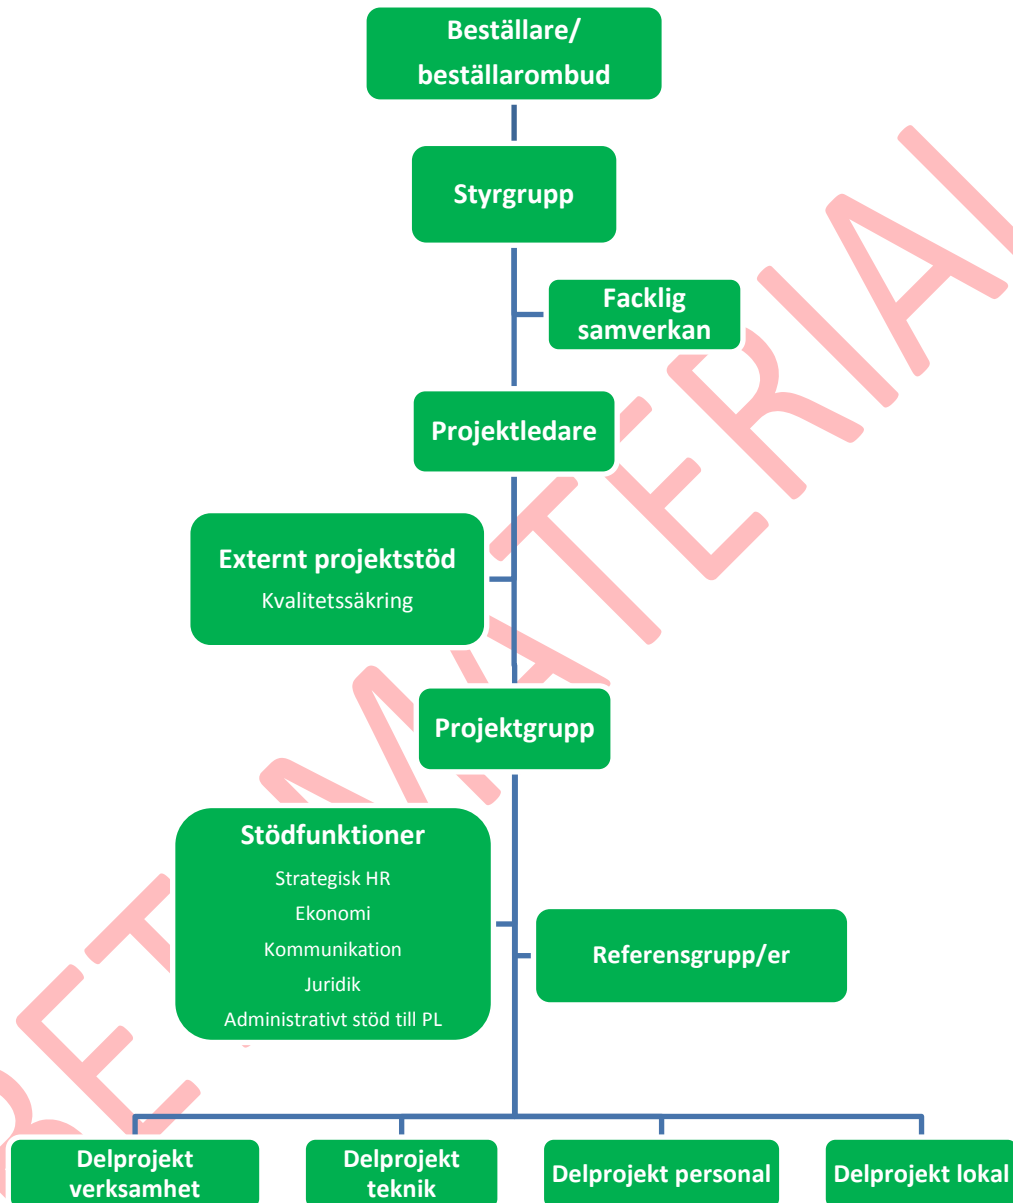 Beställare/
beställarombud
Styrgrupp
Facklig
samverkan
Projektledare
Externt projektstöd
Kvalitetssäkring
Projektgrupp
Stödfunktioner
Strategisk HR
Ekonomi
Kommunikation
Juridik
Administrativt stöd till PL
Referensgrupp/er
Delprojekt
verksamhet
Delprojekt
teknik
Delprojekt personal
Delprojekt lokal